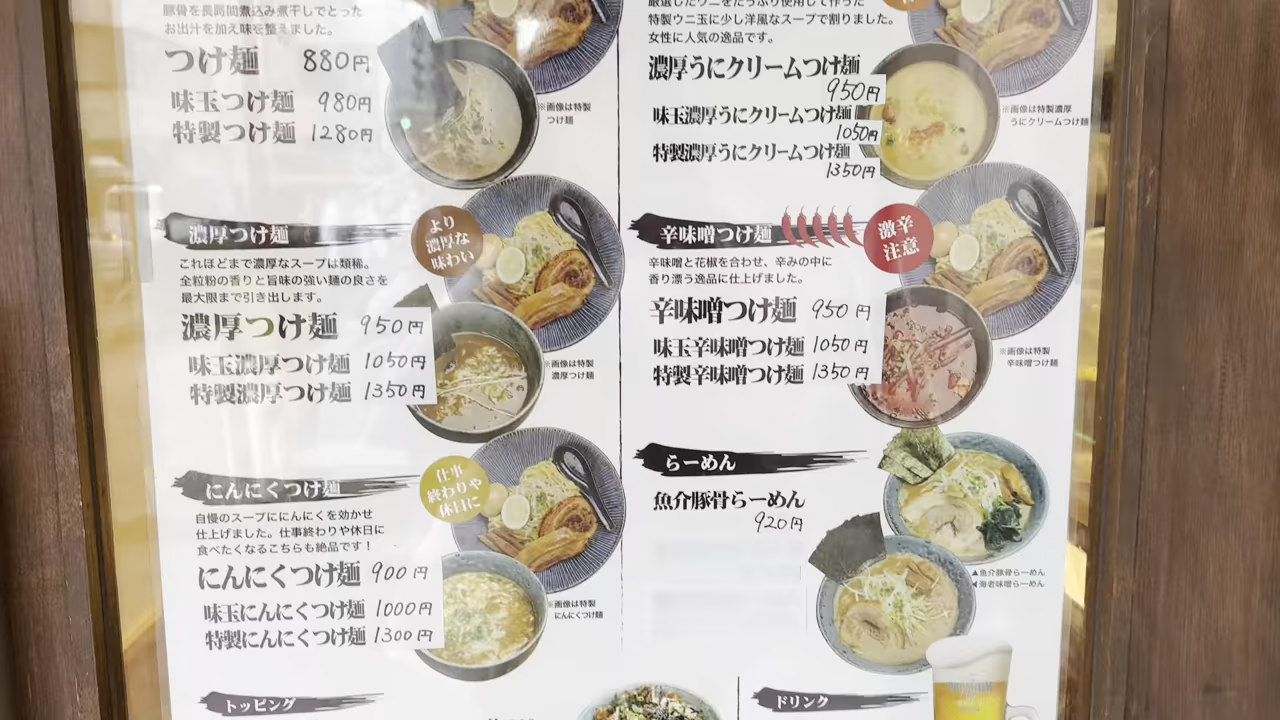 豚骨を長時間煮込み煮干しでとった
お出汁を加え味を整えました。
つけ麺 880円
味玉つけ麺 980円
特製つけ麺 1280円
※画像は特製
つけ麺
濃厚つけ麺
より
濃厚な
味わい
これほどまで濃厚なスープは類稀。
全粒粉の香りと旨味の強い麺の良さを
最大限まで引き出します。
濃厚つけ麺 950円
味玉濃厚つけ麺 1050円
特製濃厚つけ麺 1350円
※画像は特製
濃厚つけ麺
にんにくつけ麺
仕事
終わりや
休日に
自慢のスープににんにくを効かせ
仕上げました。仕事終わりや休日に
食べたくなるこちらも絶品です!
にんにくつけ麺 900円
味玉にんにくつけ麺 1000円
特製にんにくつけ麺 1300円
※画像は特製
にんにくつけ麺
トッピング
厳選したウニをたっぷり使用して作った
特製ウニ玉に少し洋風なスープで割りました。
女性に人気の逸品です。
濃厚うにクリームつけ麺
950円
味玉濃厚うにクリームつけ麺
1050円
特製濃厚うにクリームつけ麺
1350円
※画像は特製濃厚
うにクリームつけ麺
辛味噌つけ麺
激辛
注意
辛味噌と花椒を合わせ、辛みの中に
香り漂う逸品に仕上げました。
辛味噌つけ麺 950円
味玉辛味噌つけ麺 1050円
特製辛味噌つけ麺 1350円
※画像は特製
辛味噌つけ麺
らーめん
魚介豚骨らーめん
920円
▲魚介豚骨らーめん
◀海老味噌らーめん
ドリンク